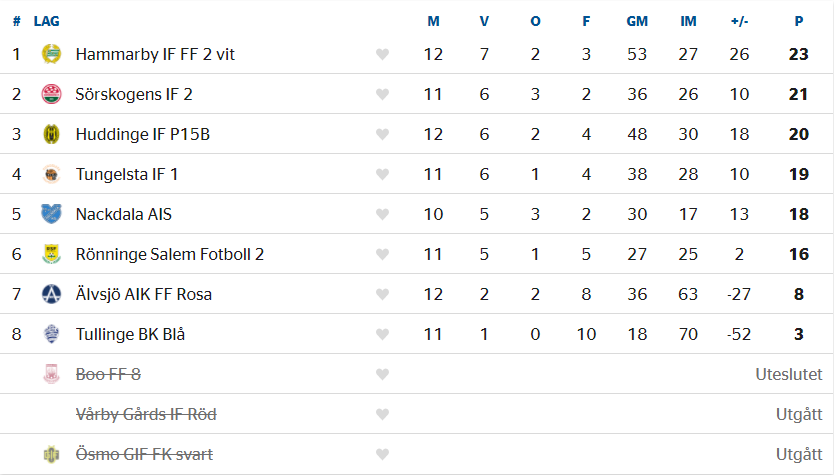 # LAG M V O F GM IM +/- P
1 Hammarby IF FF 2 vit 12 7 2 3 53 27 26 23
2 Sörskogens IF 2 11 6 3 2 36 26 10 21
3 Huddinge IF P15B 12 6 2 4 48 30 18 20
4 Tungelsta IF 1 11 6 1 4 38 28 10 19
5 Nackdala AIS 10 5 3 2 30 17 13 18
6 Rönninge Salem Fotboll 2 11 5 1 5 27 25 2 16
7 Älvsjö AIK FF Rosa 12 2 2 8 36 63 -27 8
8 Tullinge BK Blå 11 1 0 10 18 70 -52 3
Boo FF 8 Uteslutet
Vårby Gårds IF Röd Utgått
Ösmo GIF FK svart Utgått